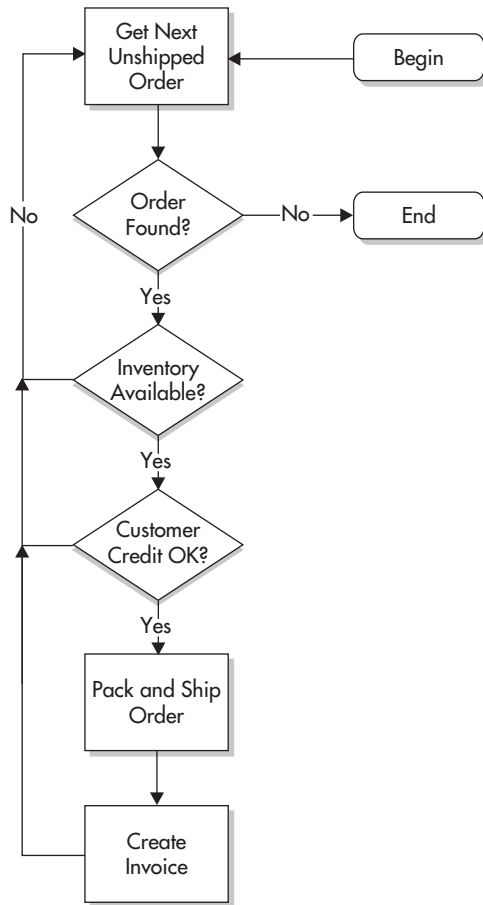 Get Next
Unshipped
Order
Begin
Order
Found?
No
End
No
Yes
Inventory
Available?
Yes
Customer
Credit OK?
Yes
Pack and Ship
Order
Create
Invoice